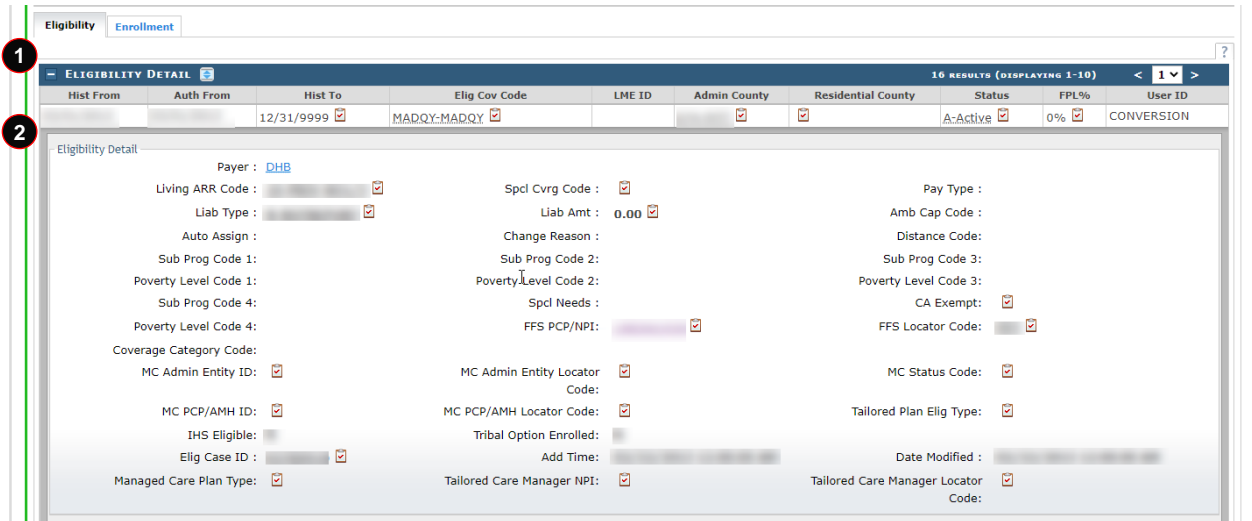 Eligibility Enrollment
1
?
− ELIGIBILITY DETAIL 16 RESULTS (DISPLAYING 1-10) < 1 >
Hist From Auth From Hist To Elig Cov Code LME ID Admin County Residential County Status FPL% User ID
2
12/31/9999 MADQY-MADQY A-Active 0% CONVERSION
Eligibility Detail
Payer : DHB
Living ARR Code : Spcl Cvrg Code : Pay Type :
Liab Type : Liab Amt : 0.00 Amb Cap Code :
Auto Assign : Change Reason : Distance Code:
Sub Prog Code 1: Sub Prog Code 2: Sub Prog Code 3:
Poverty Level Code 1: Poverty Level Code 2: Poverty Level Code 3:
Sub Prog Code 4: Spcl Needs : CA Exempt:
Poverty Level Code 4: FFS PCP/NPI: FFS Locator Code:
Coverage Category Code:
MC Admin Entity ID: MC Admin Entity Locator Code: MC Status Code:
MC PCP/AMH ID: MC PCP/AMH Locator Code: Tailored Plan Elig Type:
IHS Eligible: Tribal Option Enrolled:
Elig Case ID : Add Time: Date Modified :
Managed Care Plan Type: Tailored Care Manager NPI: Tailored Care Manager Locator Code: